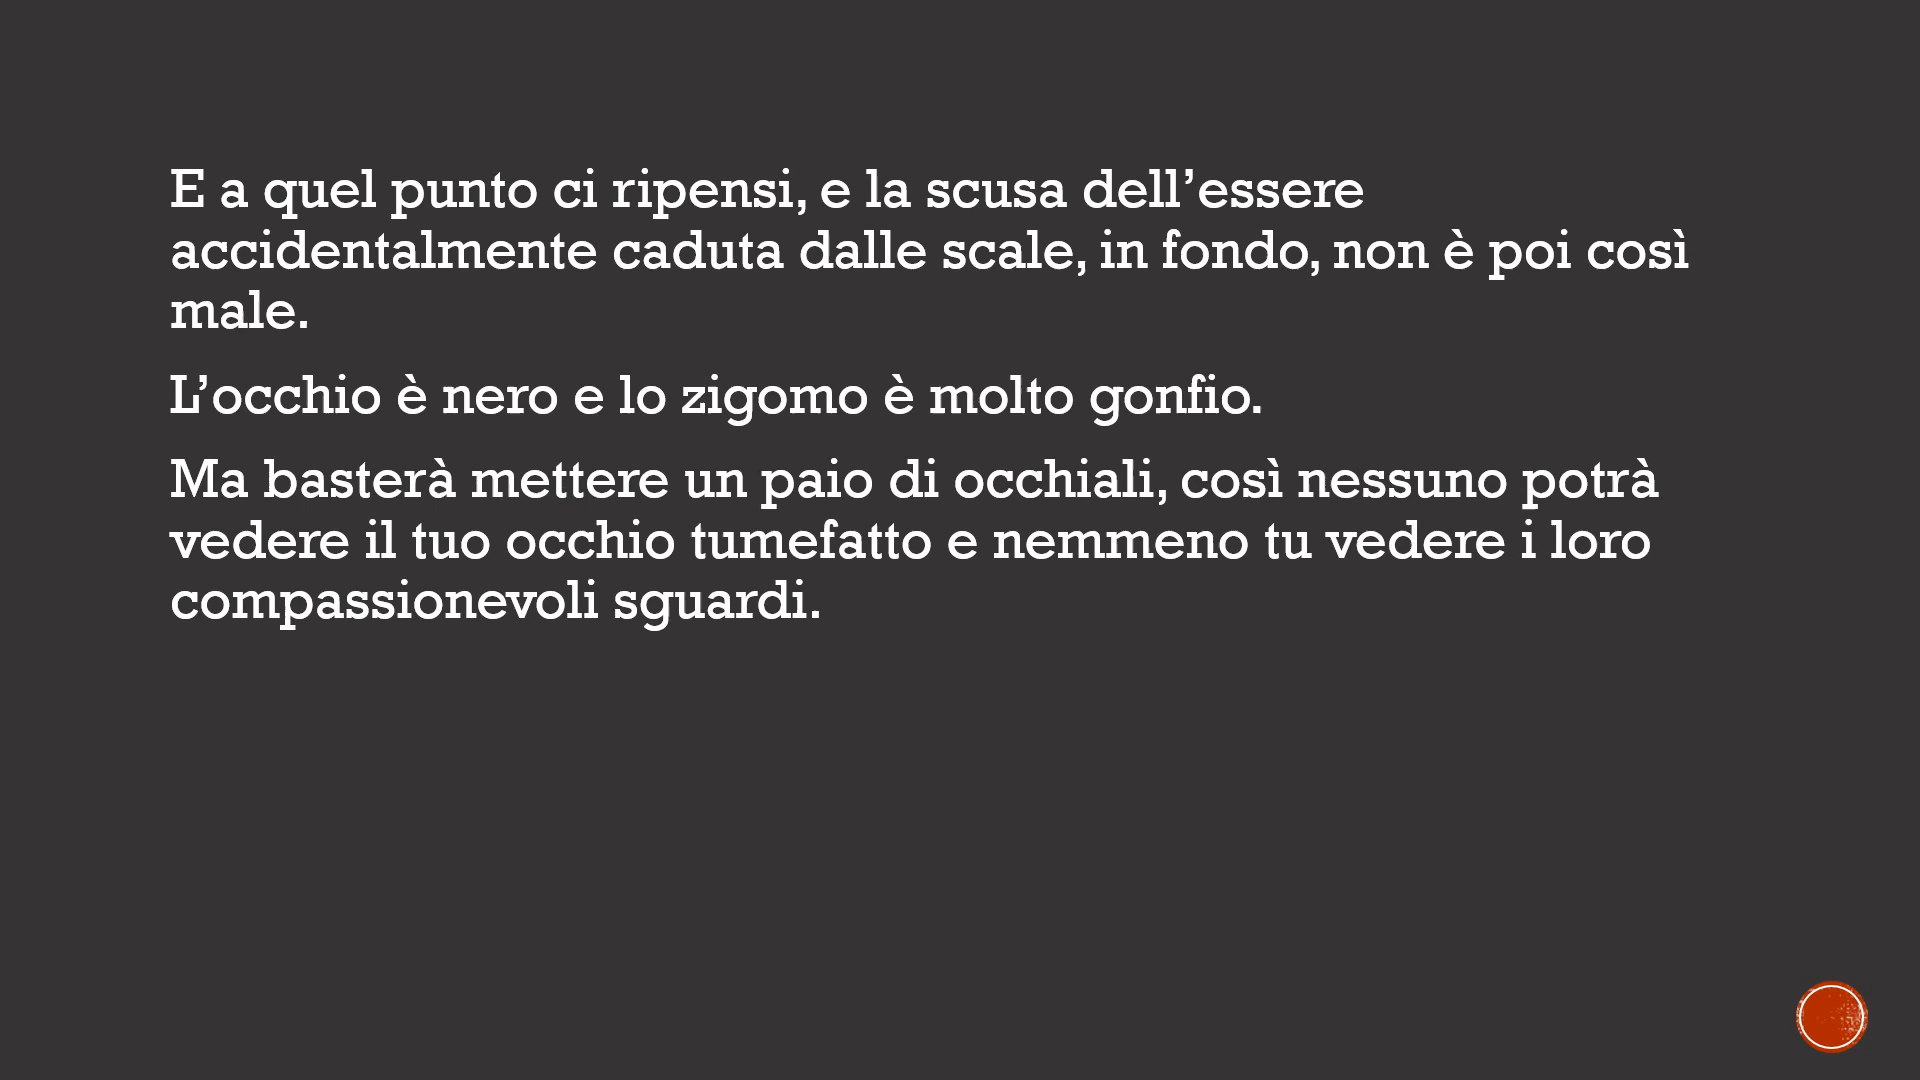 E a quel punto ci ripensi, e la scusa dell’essere
accidentalmente caduta dalle scale, in fondo, non è poi così
male.
L’occhio è nero e lo zigomo è molto gonfio.
Ma basterà mettere un paio di occhiali, così nessuno potrà
vedere il tuo occhio tumefatto e nemmeno tu vedere i loro
compassionevoli sguardi.